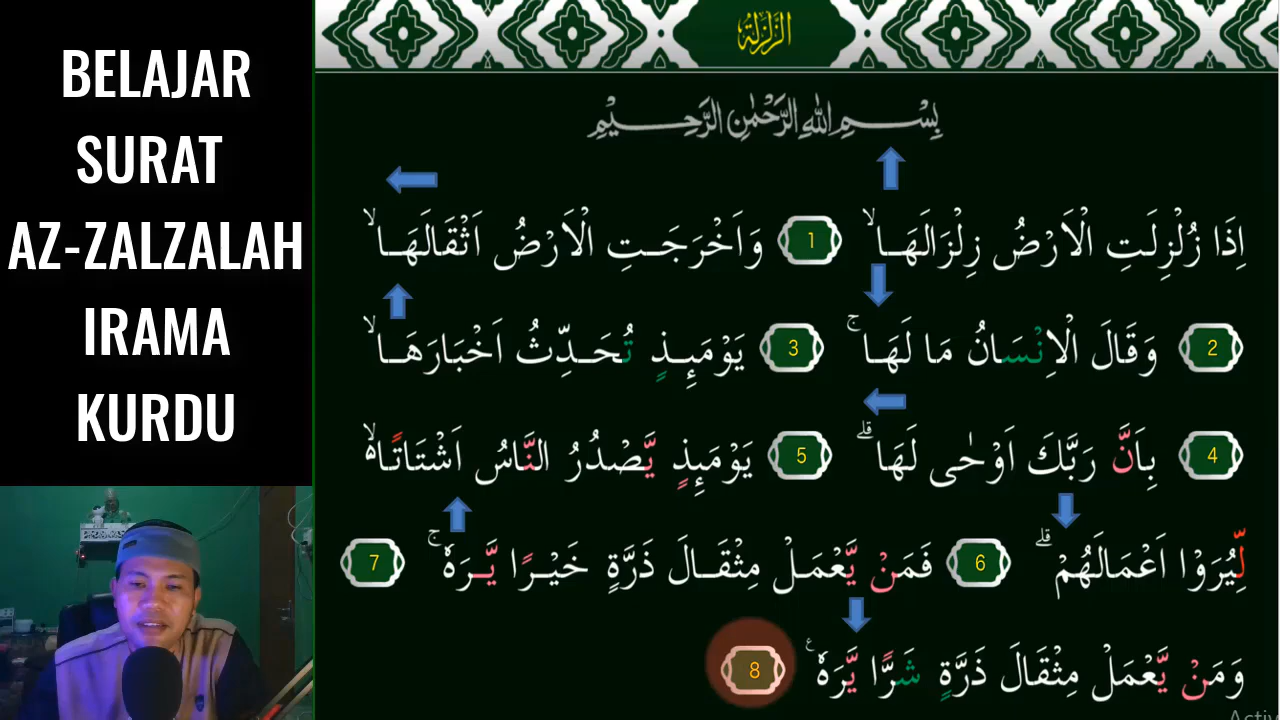 BELAJAR
SURAT
AZ-ZALZALAH
IRAMA
KURDU
الزلزلة
بِسْمِ اللّٰهِ الرَّحْمٰنِ الرَّحِيْمِ
اِذَا زُلْزِلَتِ الْاَرْضُ زِلْزَالَهَاۙ 1 وَاَخْرَجَتِ الْاَرْضُ اَثْقَالَهَاۙ
2 وَقَالَ الْاِنْسَانُ مَا لَهَاۚ 3 يَوْمَىِٕذٍ تُحَدِّثُ اَخْبَارَهَاۙ
4 بِاَنَّ رَبَّكَ اَوْحٰى لَهَاۗ 5 يَوْمَىِٕذٍ يَّصْدُرُ النَّاسُ اَشْتَاتًا ەۙ
لِّيُرَوْا اَعْمَالَهُمْۗ 6 فَمَنْ يَّعْمَلْ مِثْقَالَ ذَرَّةٍ خَيْرًا يَّرَهٗۚ 7
وَمَنْ يَّعْمَلْ مِثْقَالَ ذَرَّةٍ شَرًّا يَّرَهٗ ࣖ 8